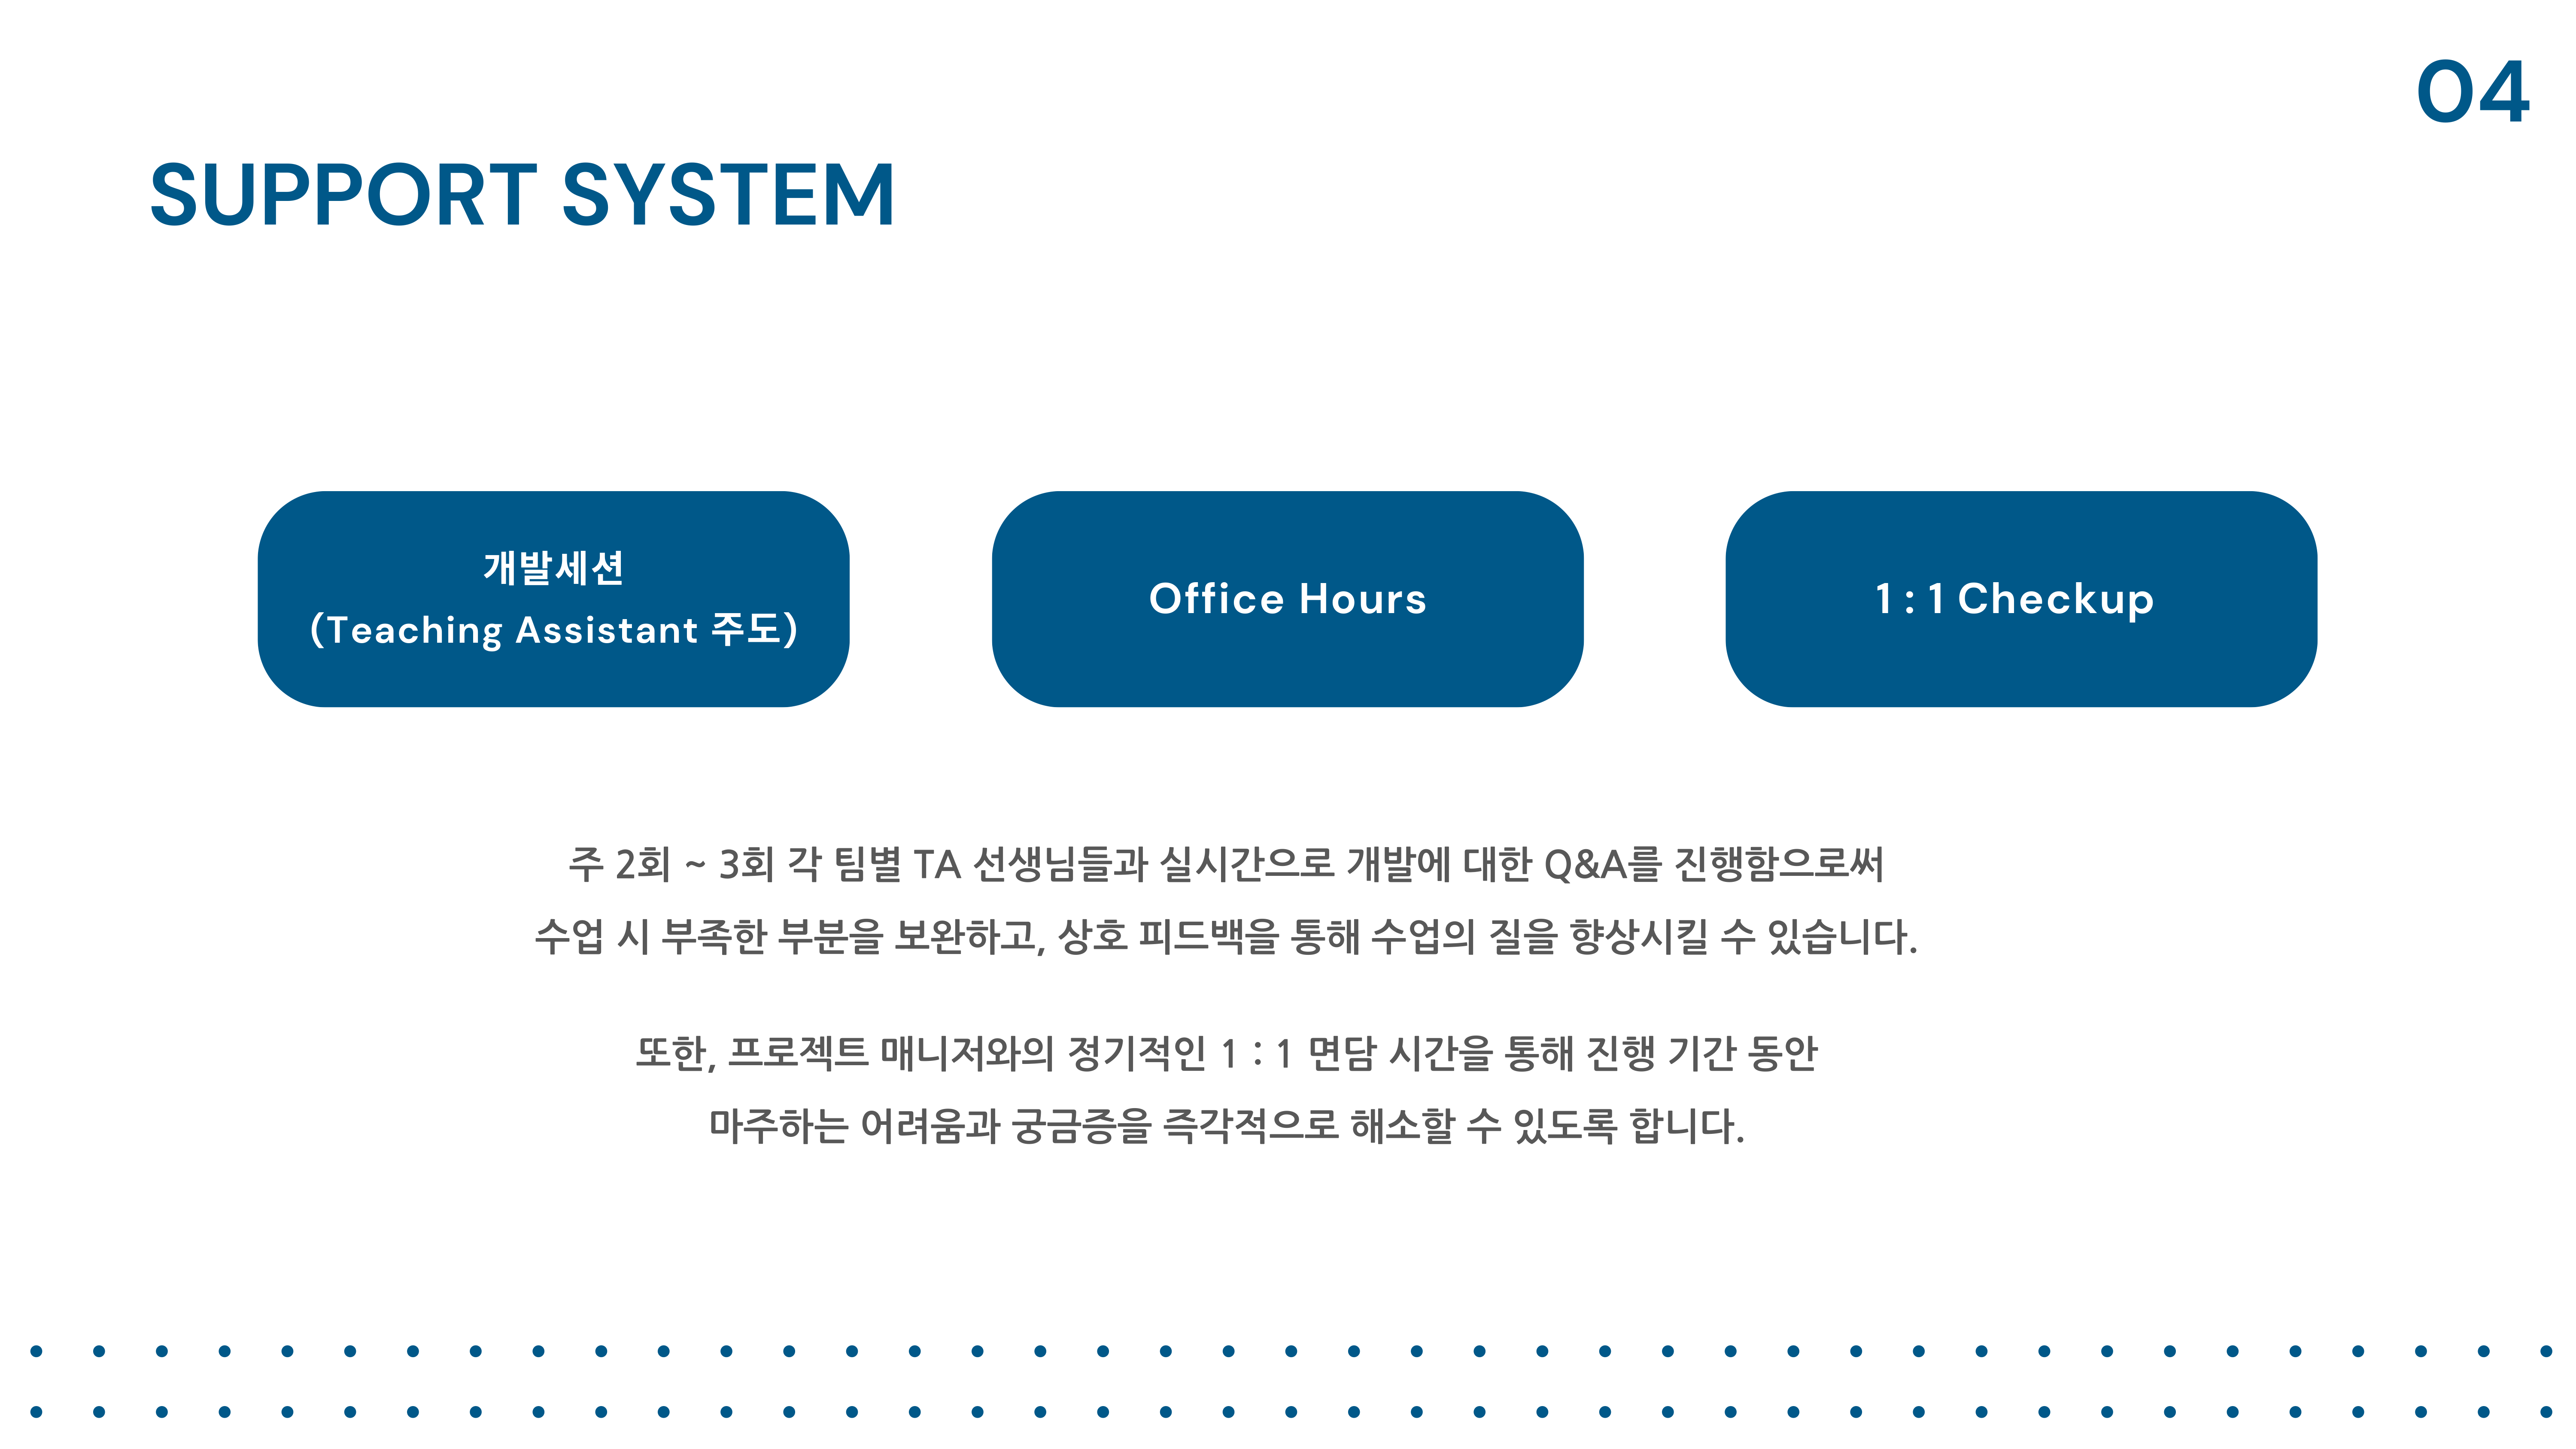 04
SUPPORT SYSTEM
개발세션
(Teaching Assistant 주도)
Office Hours
1 : 1 Checkup
주 2회 ~ 3회 각 팀별 TA 선생님들과 실시간으로 개발에 대한 Q&A를 진행함으로써
수업 시 부족한 부분을 보완하고, 상호 피드백을 통해 수업의 질을 향상시킬 수 있습니다.
또한, 프로젝트 매니저와의 정기적인 1 : 1 면담 시간을 통해 진행 기간 동안
마주하는 어려움과 궁금증을 즉각적으로 해소할 수 있도록 합니다.